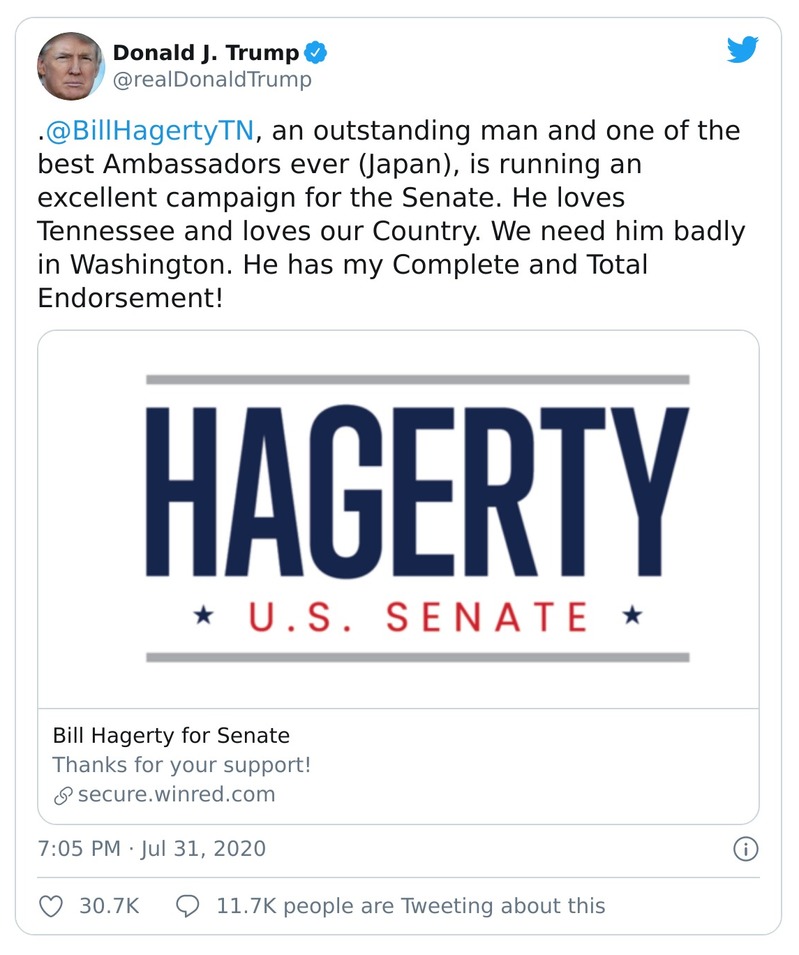 Donald J. Trump
@realDonaldTrump
.@BillHagertyTN, an outstanding man and one of the
best Ambassadors ever (Japan), is running an
excellent campaign for the Senate. He loves
Tennessee and loves our Country. We need him badly
in Washington. He has my Complete and Total
Endorsement!
HAGERTY
U.S. SENATE
Bill Hagerty for Senate
Thanks for your support!
secure.winred.com
7:05 PM · Jul 31, 2020
30.7K 11.7K people are Tweeting about this